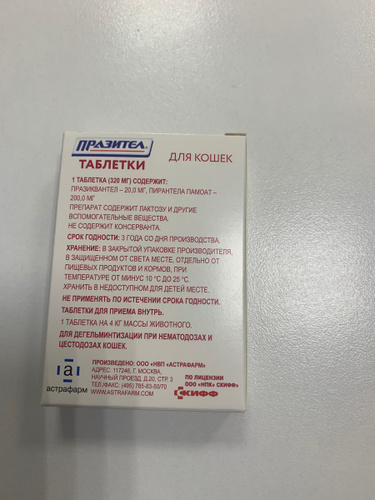 ПРАЗИТЕЛ
ТАБЛЕТКИ
ДЛЯ КОШЕК
1 ТАБЛЕТКА (320 МГ) СОДЕРЖИТ:
ПРАЗИКВАНТЕЛ – 20,0 МГ, ПИРАНТЕЛА ПАМОАТ –
200,0 МГ
ПРЕПАРАТ СОДЕРЖИТ ЛАКТОЗУ И ДРУГИЕ
ВСПОМОГАТЕЛЬНЫЕ ВЕЩЕСТВА.
НЕ СОДЕРЖИТ КОНСЕРВАНТА.
СРОК ГОДНОСТИ: 3 ГОДА СО ДНЯ ПРОИЗВОДСТВА.
ХРАНЕНИЕ: В ЗАКРЫТОЙ УПАКОВКЕ ПРОИЗВОДИТЕЛЯ,
В ЗАЩИЩЕННОМ ОТ СВЕТА МЕСТЕ, ОТДЕЛЬНО ОТ
ПИЩЕВЫХ ПРОДУКТОВ И КОРМОВ, ПРИ
ТЕМПЕРАТУРЕ ОТ МИНУС 10 °С ДО 25 °С.
ХРАНИТЬ В НЕДОСТУПНОМ ДЛЯ ДЕТЕЙ МЕСТЕ.
НЕ ПРИМЕНЯТЬ ПО ИСТЕЧЕНИИ СРОКА ГОДНОСТИ.
ТАБЛЕТКИ ДЛЯ ПРИЕМА ВНУТРЬ.
1 ТАБЛЕТКА НА 4 КГ МАССЫ ЖИВОТНОГО.
ДЛЯ ДЕГЕЛЬМИНТИЗАЦИИ ПРИ НЕМАТОДОЗАХ И
ЦЕСТОДОЗАХ КОШЕК.
а
астрафарм
ПРОИЗВЕДЕНО: ООО «НВП «АСТРАФАРМ»
АДРЕС: 117246, Г. МОСКВА,
НАУЧНЫЙ ПРОЕЗД, Д.20, СТР. 3
ТЕЛ./ФАКС: (495) 785-83-50/70
WWW.ASTRAFARM.COM
ПО ЛИЦЕНЗИИ
ООО «НПК» СКИФФ»
СКИФФ